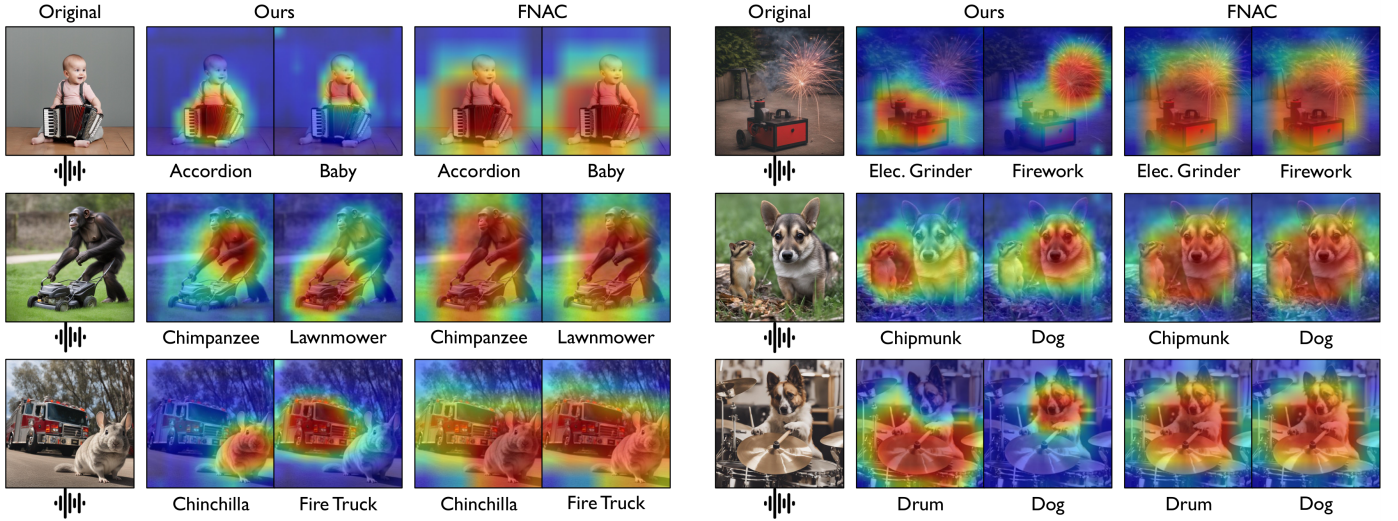 Original Ours FNAC Original Ours FNAC
Accordion Baby Accordion Baby Elec. Grinder Firework Elec. Grinder Firework
Chimpanzee Lawnmower Chimpanzee Lawnmower Chipmunk Dog Chipmunk Dog
Chinchilla Fire Truck Chinchilla Fire Truck Drum Dog Drum Dog